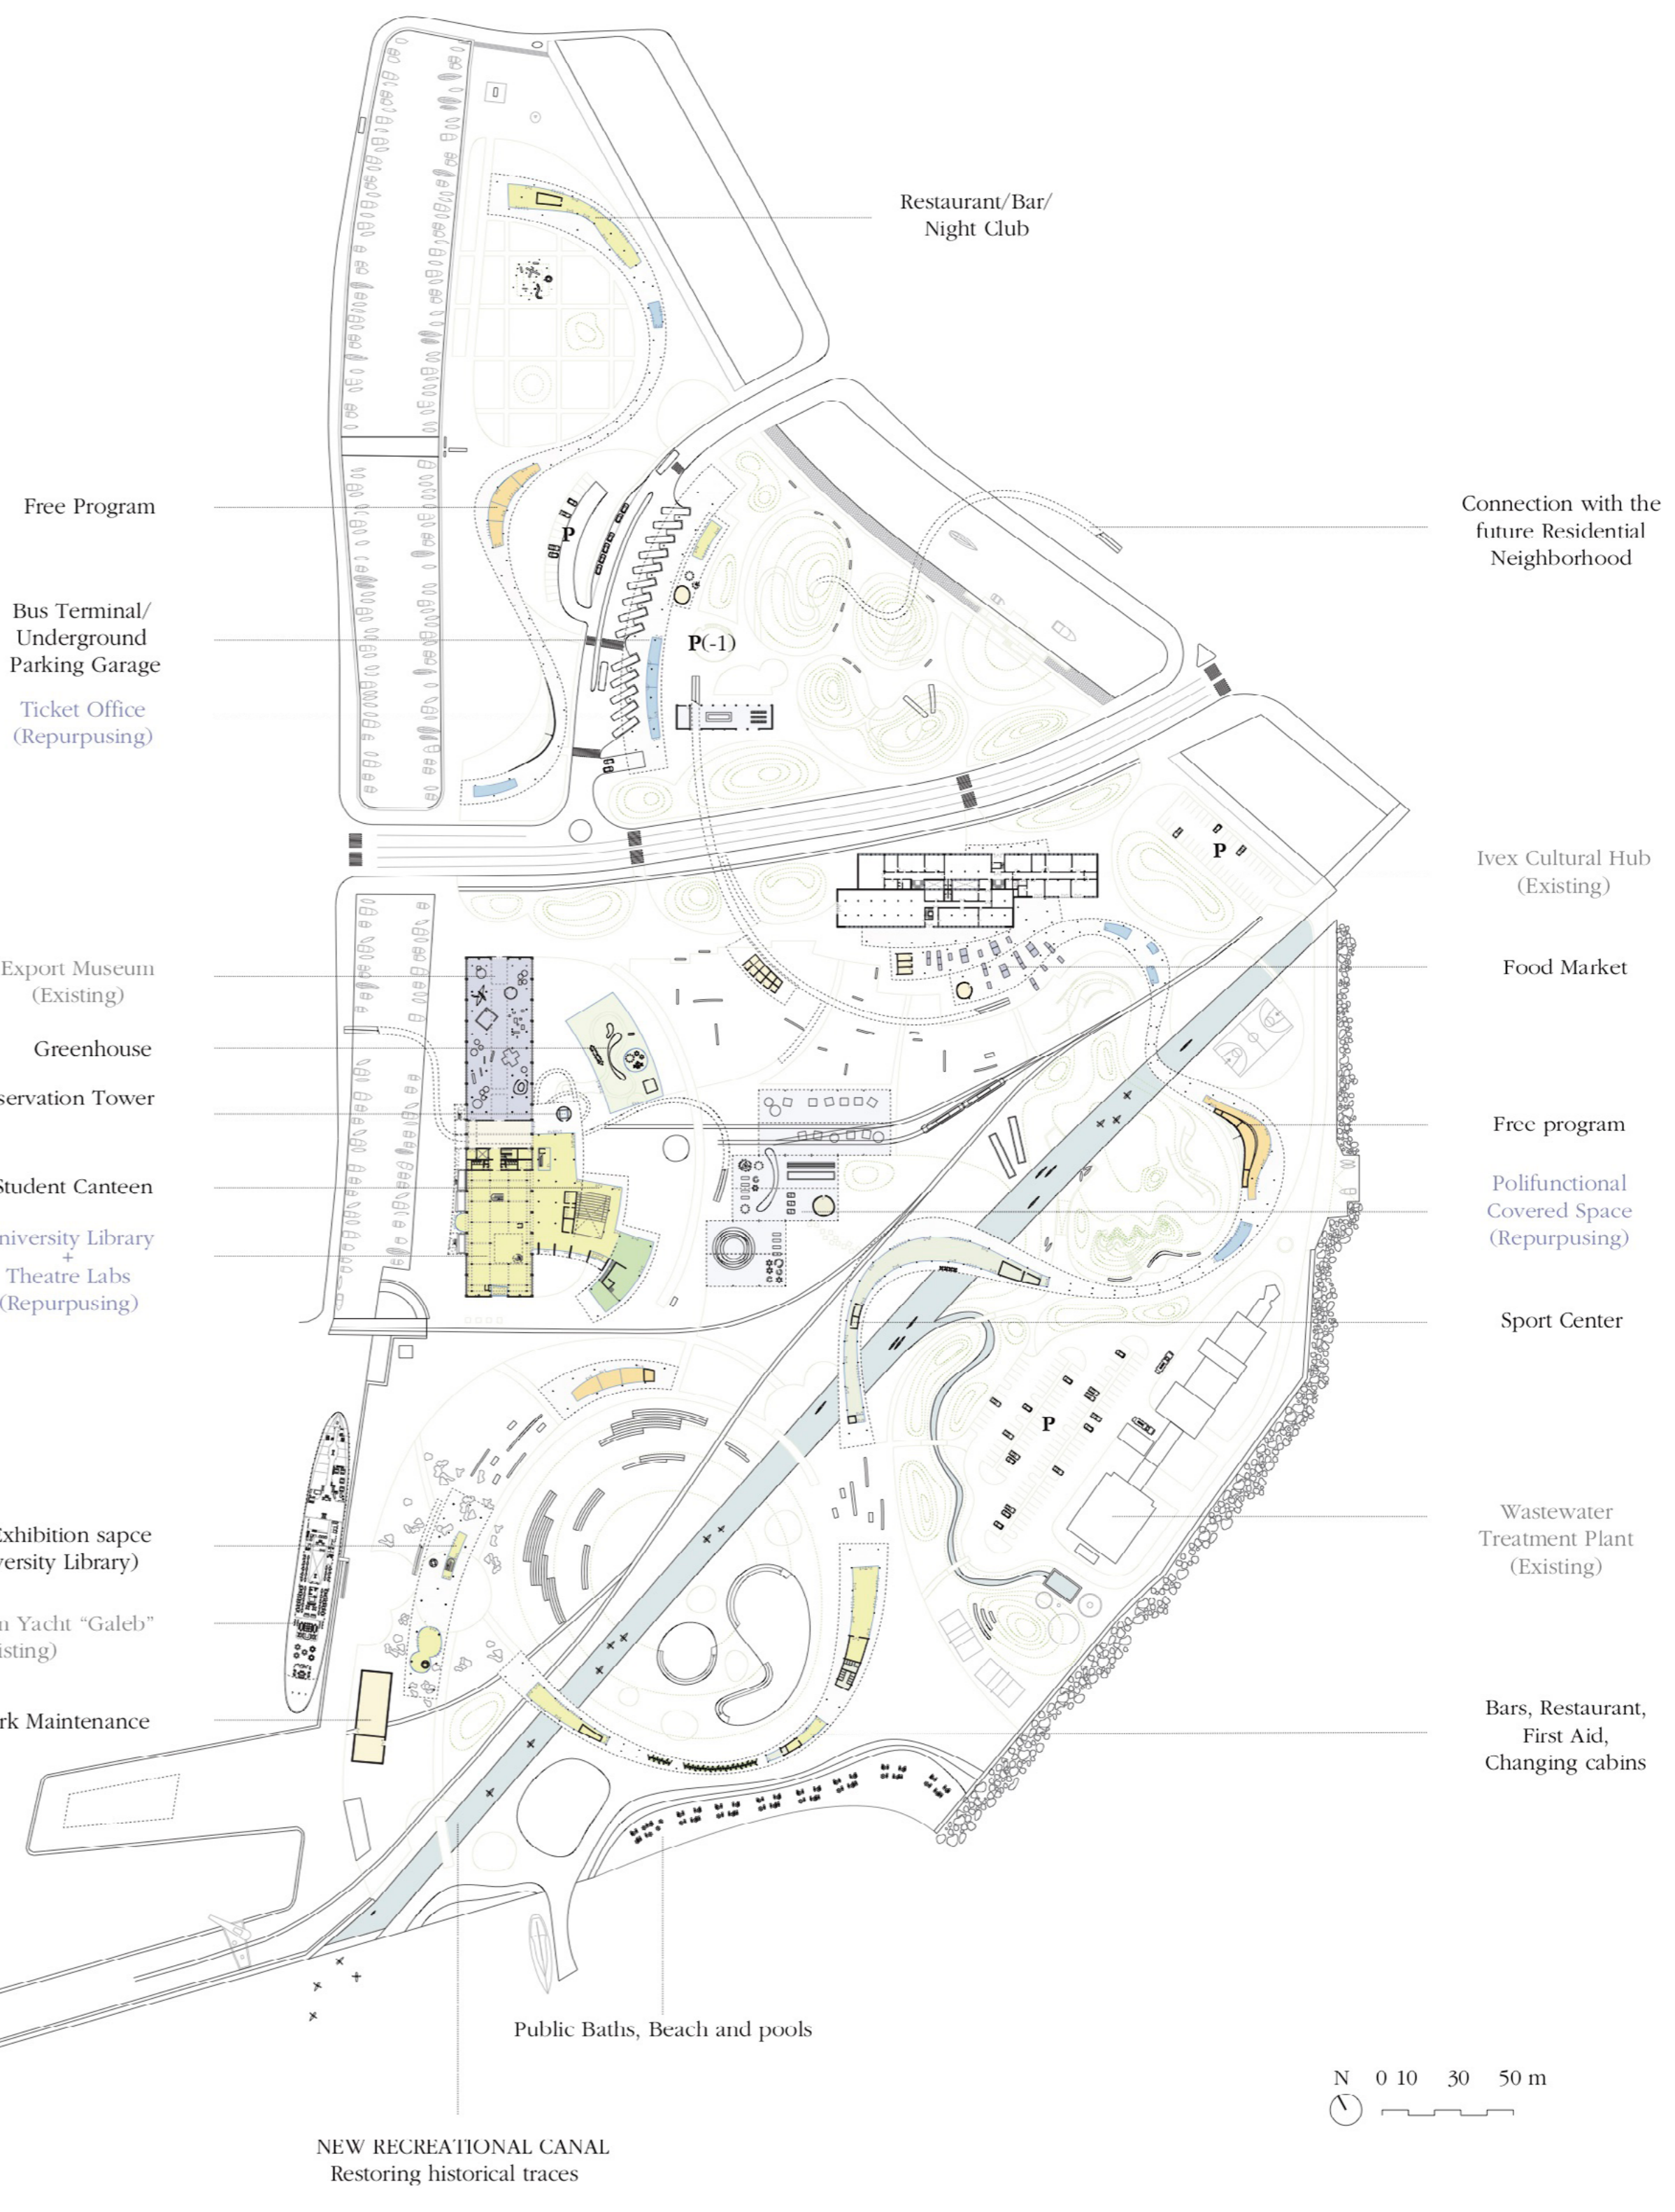 Restaurant/Bar/
Night Club
Free Program
P
Connection with the
future Residential
Neighborhood
Bus Terminal/
Underground
Parking Garage
P(-1)
Ticket Office
(Repurpusing)
P
Ivex Cultural Hub
(Existing)
Export Museum
(Existing)
Food Market
Greenhouse
servation Tower
Free program
Student Canteen
Polifunctional
Covered Space
(Repurpusing)
niversity Library
+
Theatre Labs
(Repurpusing)
Sport Center
P
Exhibition sapce
versity Library)
Wastewater
Treatment Plant
(Existing)
n Yacht “Galeb”
isting)
rk Maintenance
Bars, Restaurant,
First Aid,
Changing cabins
Public Baths, Beach and pools
N 0 10 30 50 m
NEW RECREATIONAL CANAL
Restoring historical traces